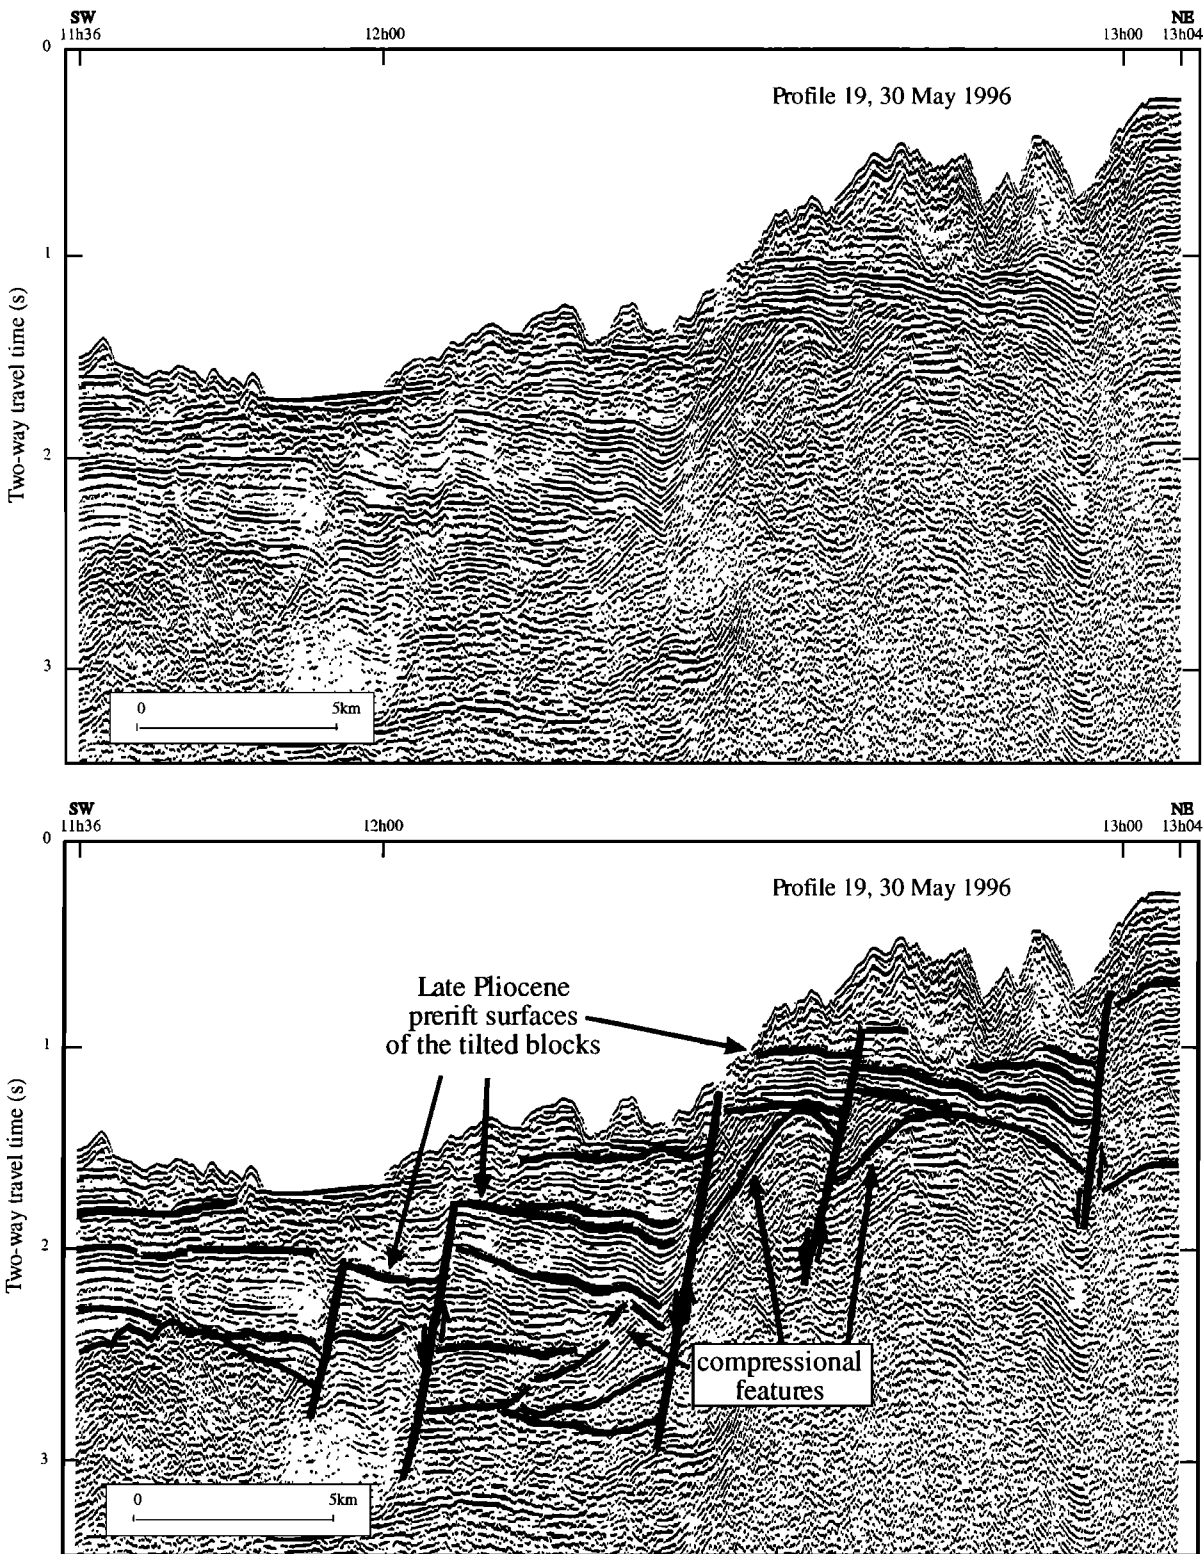 SW NE
11h36 12h00 13h00 13h04
0
Profile 19, 30 May 1996
1
Two-way travel time (s)
2
3
0 5km
SW NE
11h36 12h00 13h00 13h04
0
Profile 19, 30 May 1996
Late Pliocene
prerift surfaces
of the tilted blocks
1
Two-way travel time (s)
2
compressional
features
3
0 5km